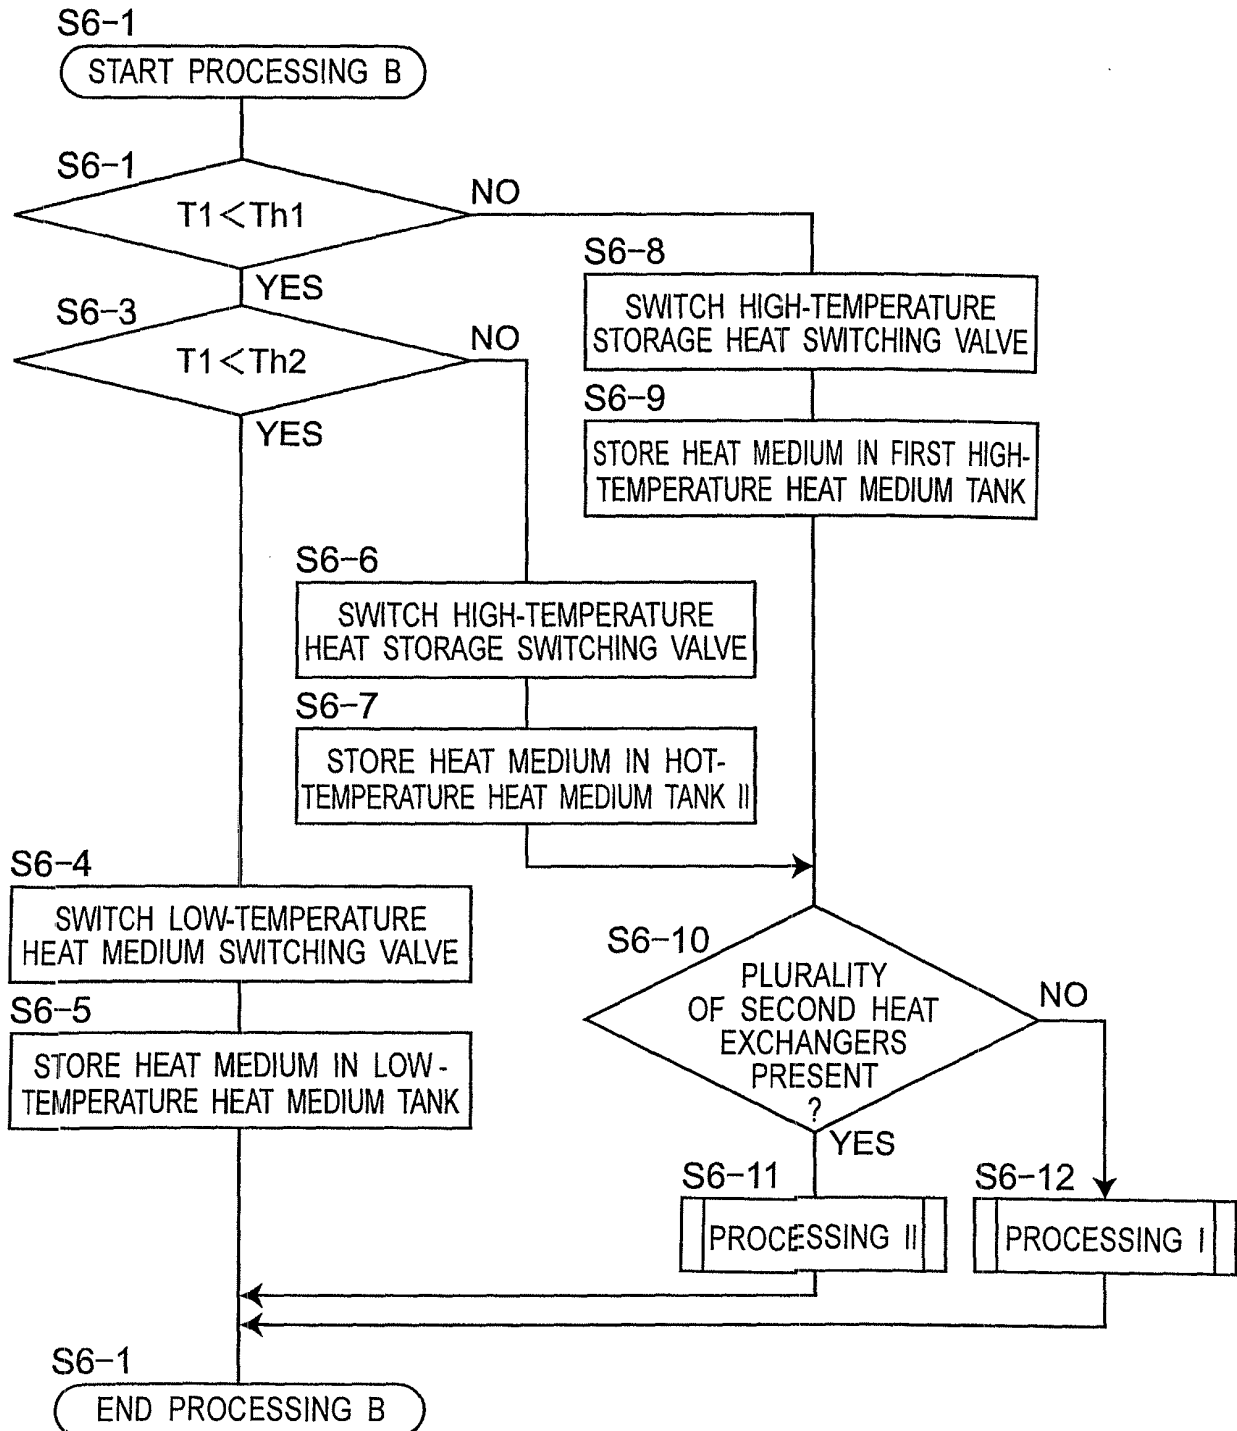 S6-1
START PROCESSING B
S6-1
T1<Th1
NO
YES
S6-8
SWITCH HIGH-TEMPERATURE
STORAGE HEAT SWITCHING VALVE
S6-3
T1<Th2
NO
YES
S6-9
STORE HEAT MEDIUM IN FIRST HIGH-
TEMPERATURE HEAT MEDIUM TANK
S6-6
SWITCH HIGH-TEMPERATURE
HEAT STORAGE SWITCHING VALVE
S6-7
STORE HEAT MEDIUM IN HOT-
TEMPERATURE HEAT MEDIUM TANK II
S6-4
SWITCH LOW-TEMPERATURE
HEAT MEDIUM SWITCHING VALVE
S6-5
STORE HEAT MEDIUM IN LOW-
TEMPERATURE HEAT MEDIUM TANK
S6-10
PLURALITY
OF SECOND HEAT
EXCHANGERS
PRESENT
?
NO
YES
S6-11
PROCESSING II
S6-12
PROCESSING I
S6-1
END PROCESSING B